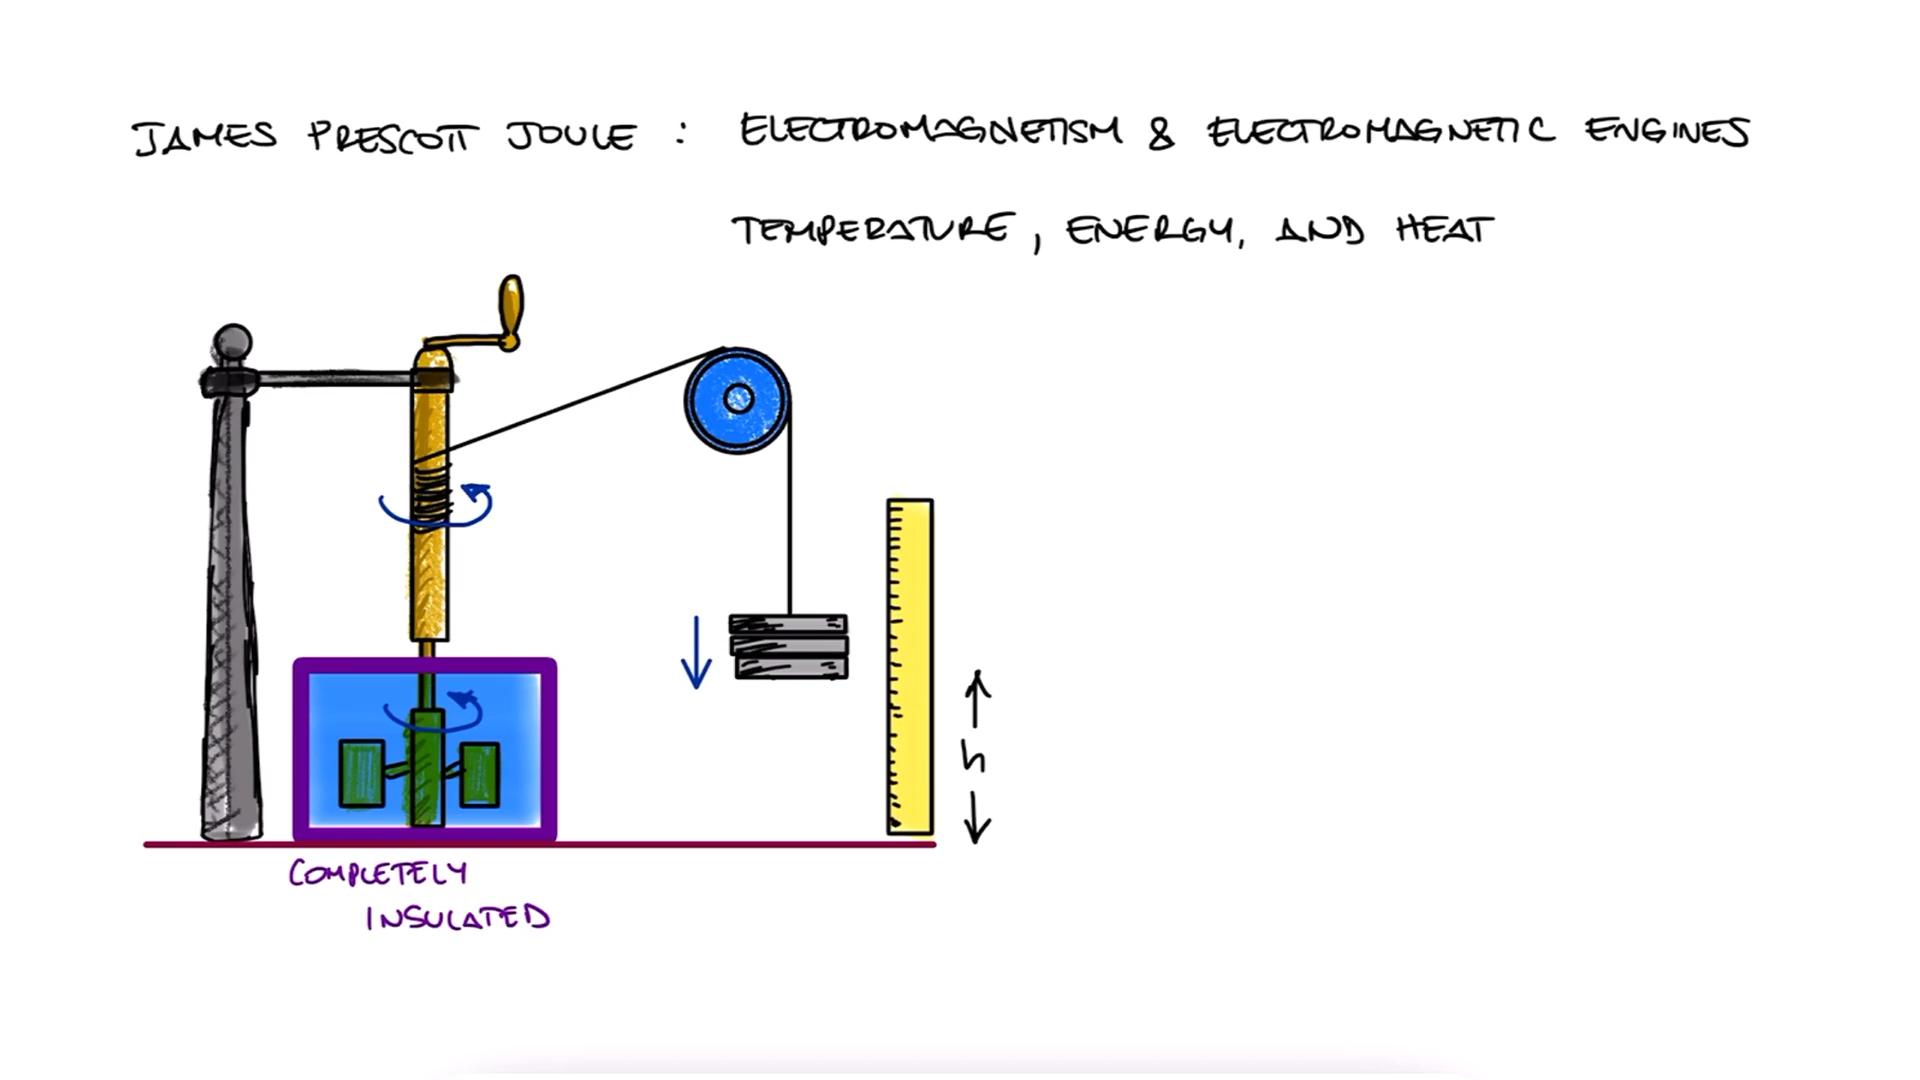 JAMES PRESCOTT JOULE : ELECTROMAGNETISM & ELECTROMAGNETIC ENGINES
TEMPERATURE, ENERGY, AND HEAT
h
COMPLETELY
INSULATED